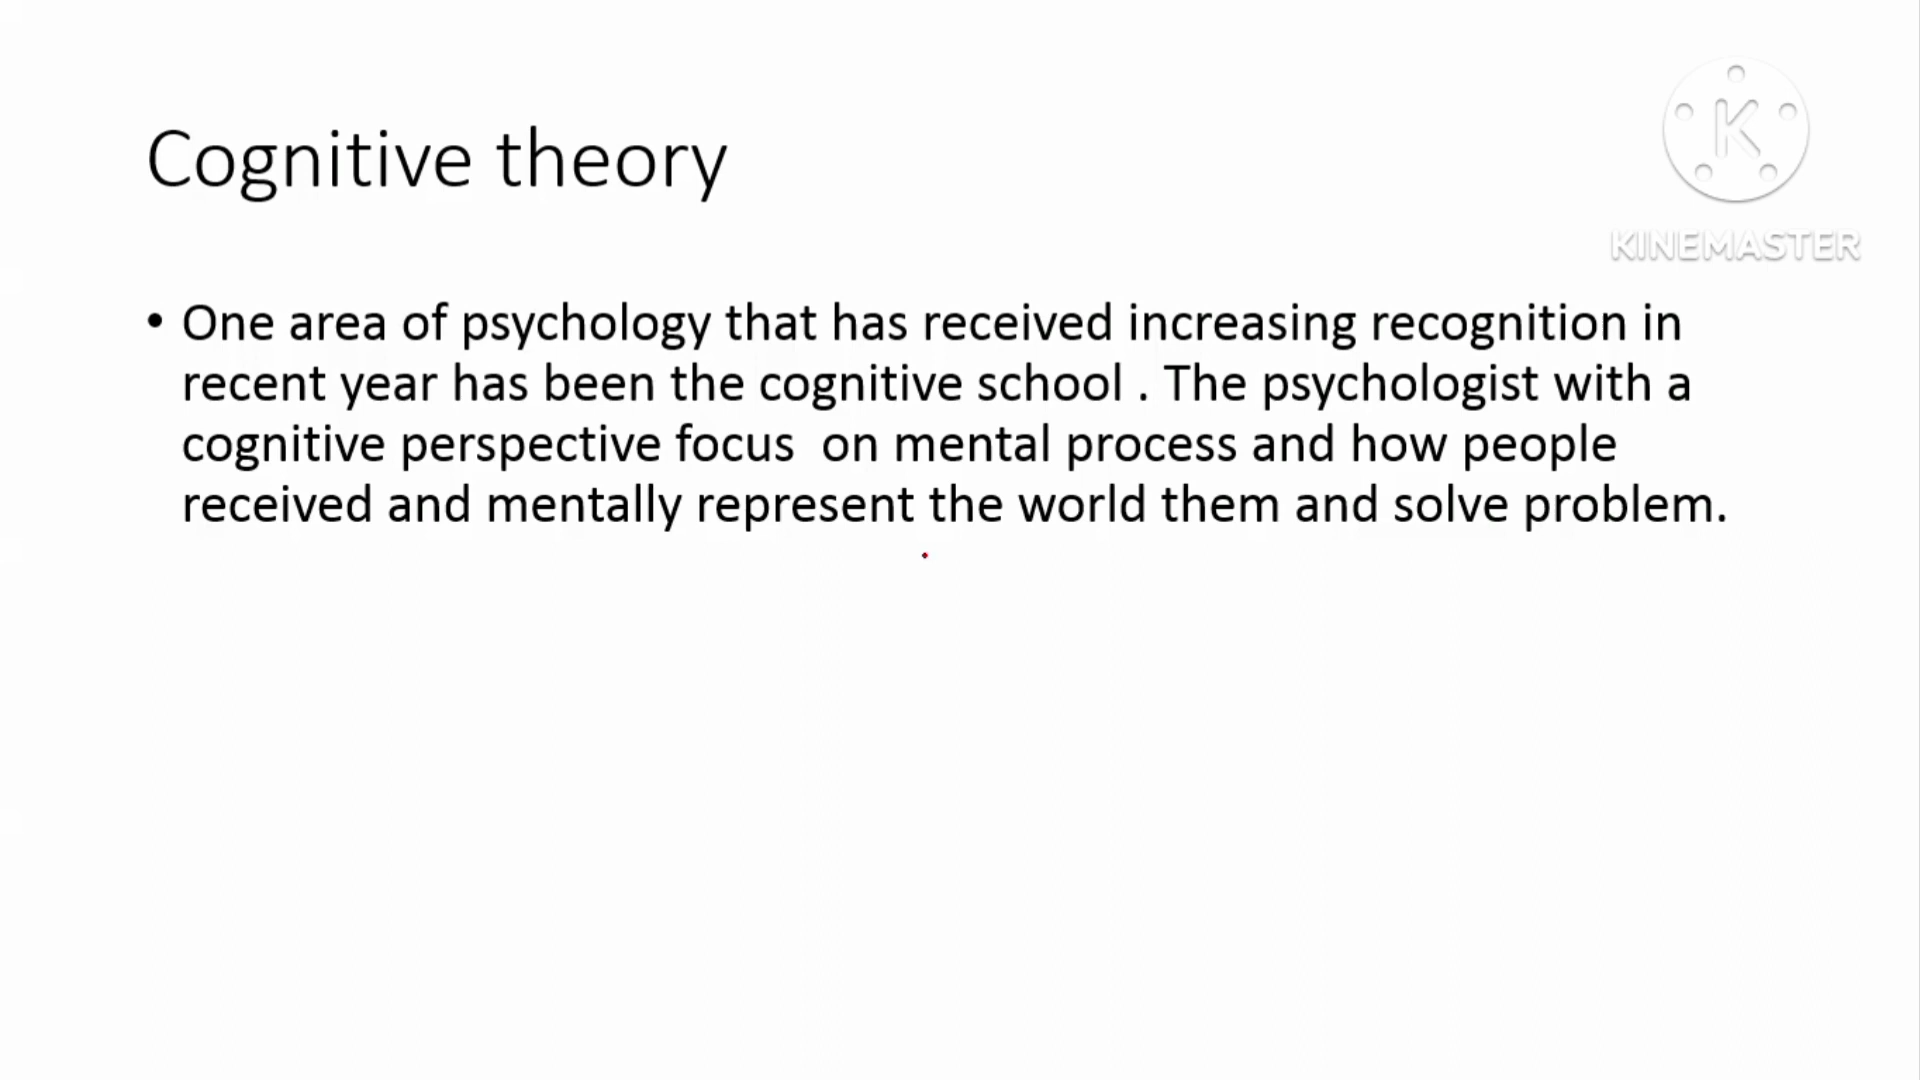 Cognitive theory
K
KINEMASTER
• One area of psychology that has received increasing recognition in
recent year has been the cognitive school . The psychologist with a
cognitive perspective focus  on mental process and how people
received and mentally represent the world them and solve problem.